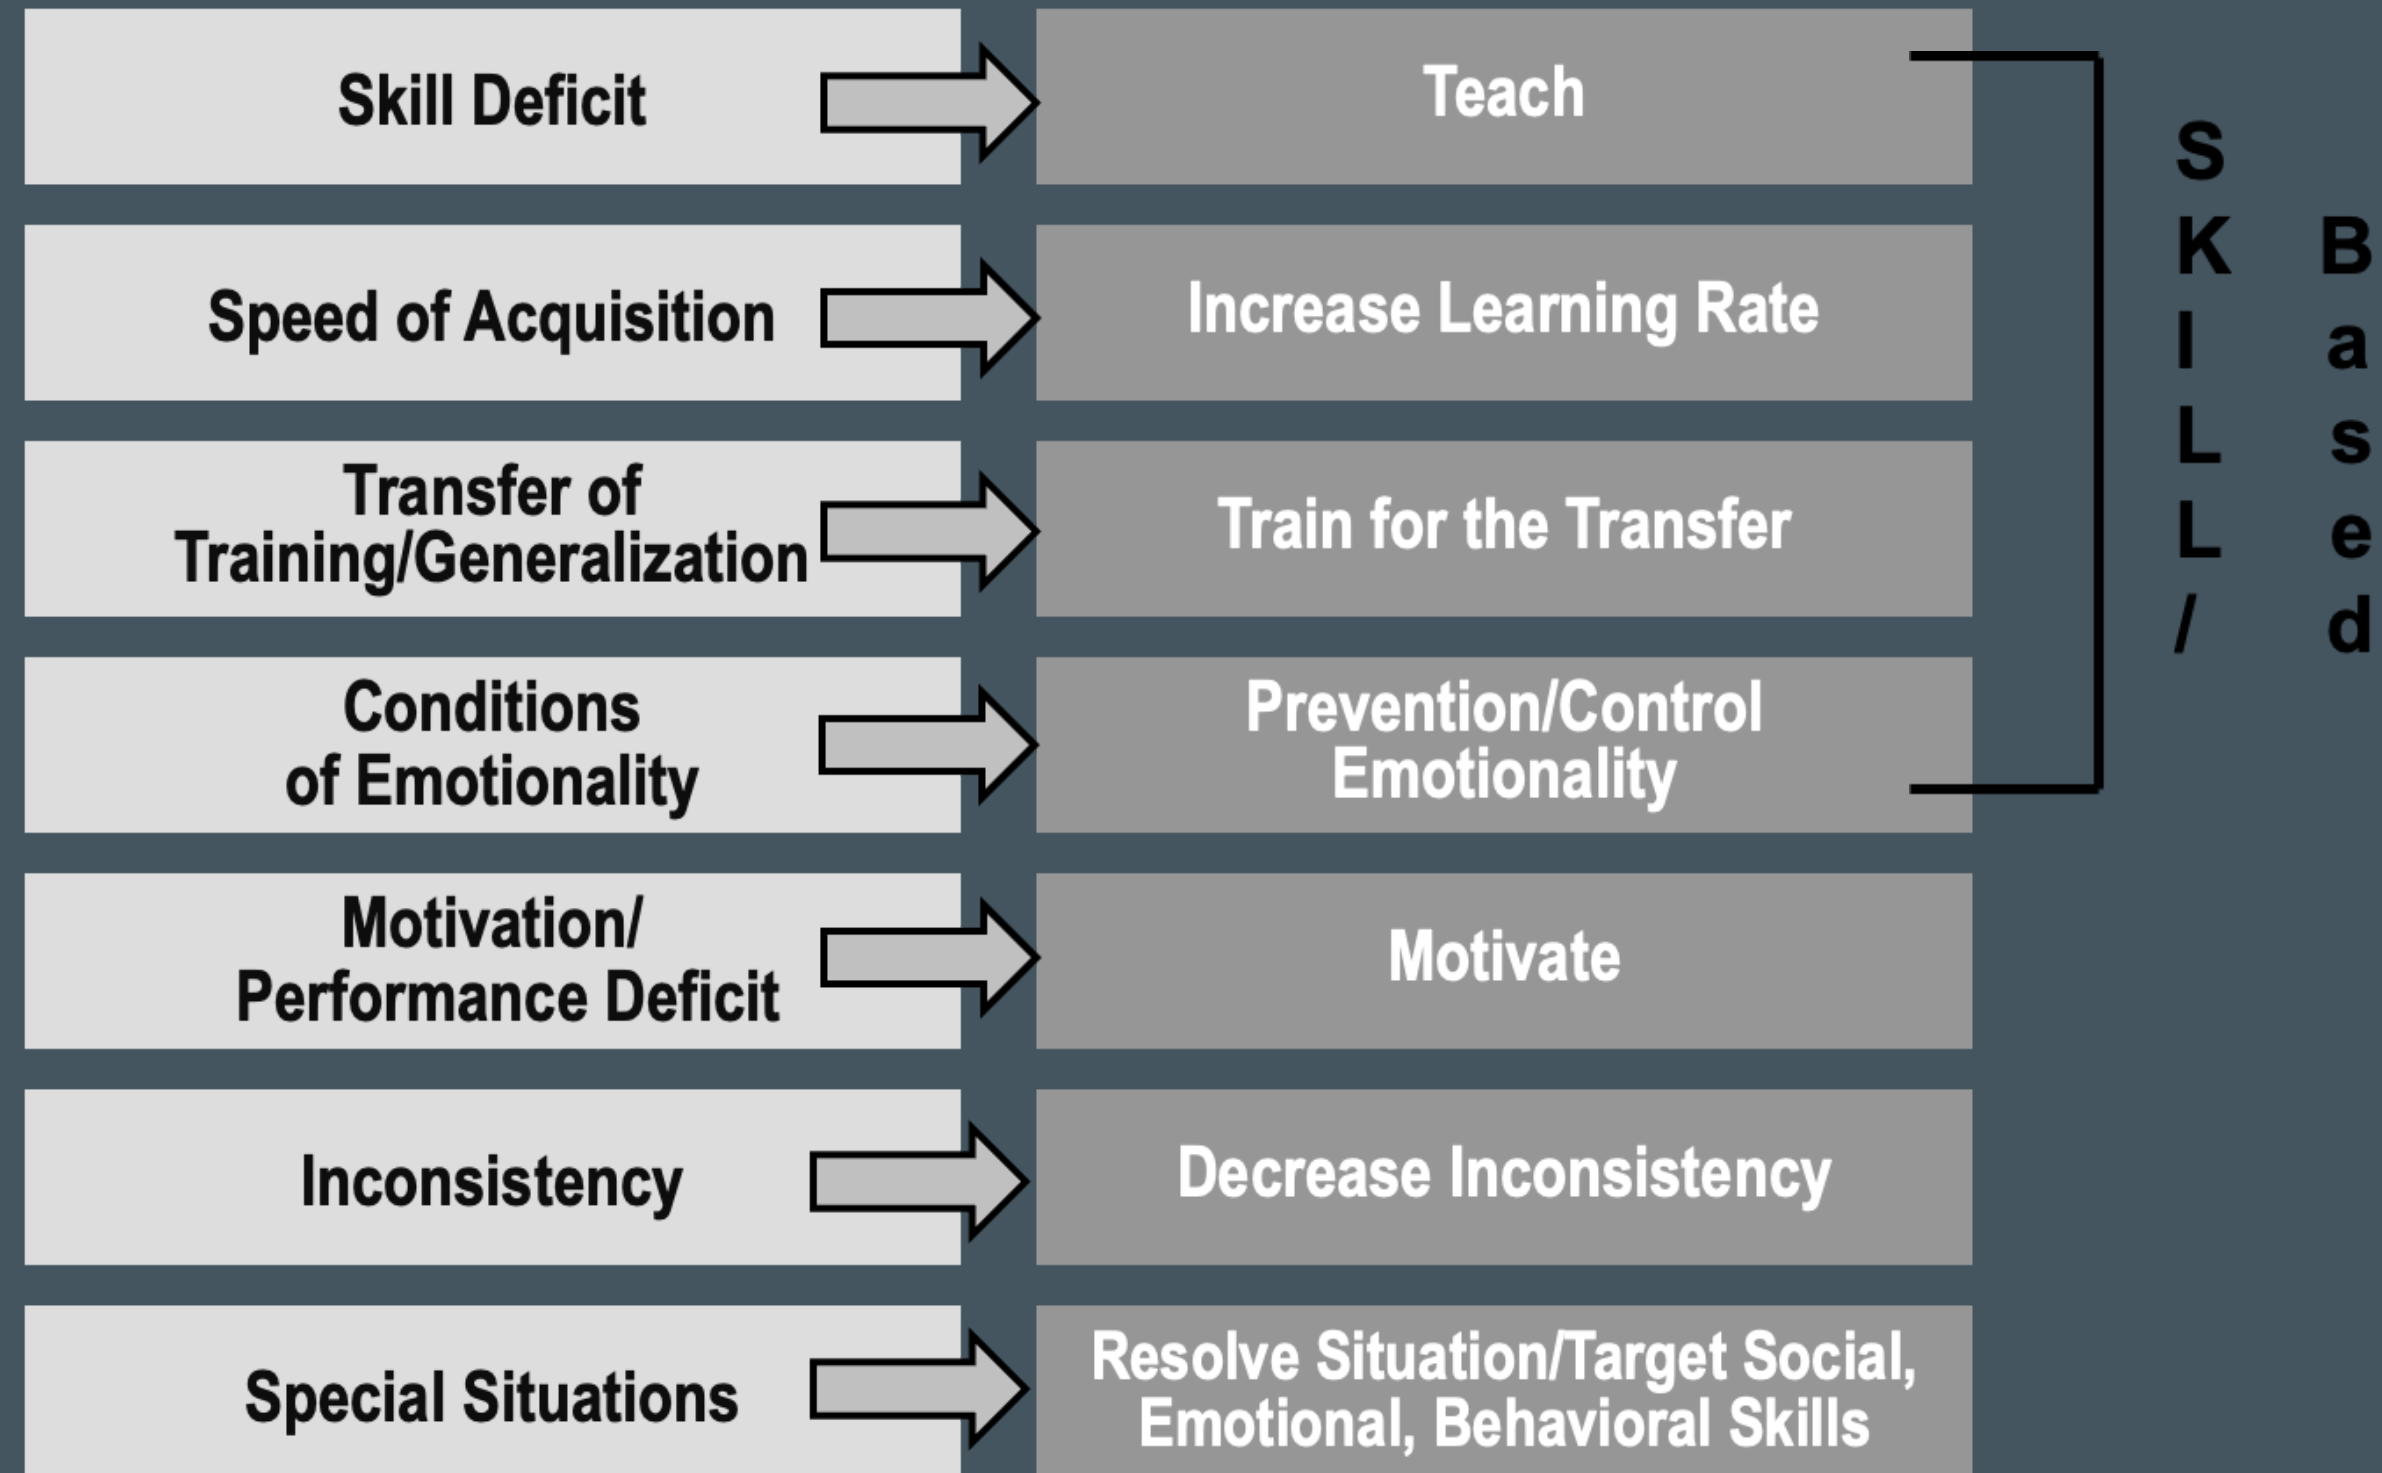 Skill Deficit
Teach
Speed of Acquisition
Increase Learning Rate
Transfer of
Training/Generalization
Train for the Transfer
Conditions
of Emotionality
Prevention/Control
Emotionality
Motivation/
Performance Deficit
Motivate
Inconsistency
Decrease Inconsistency
Special Situations
Resolve Situation/Target Social,
Emotional, Behavioral Skills
SKILL/
Based